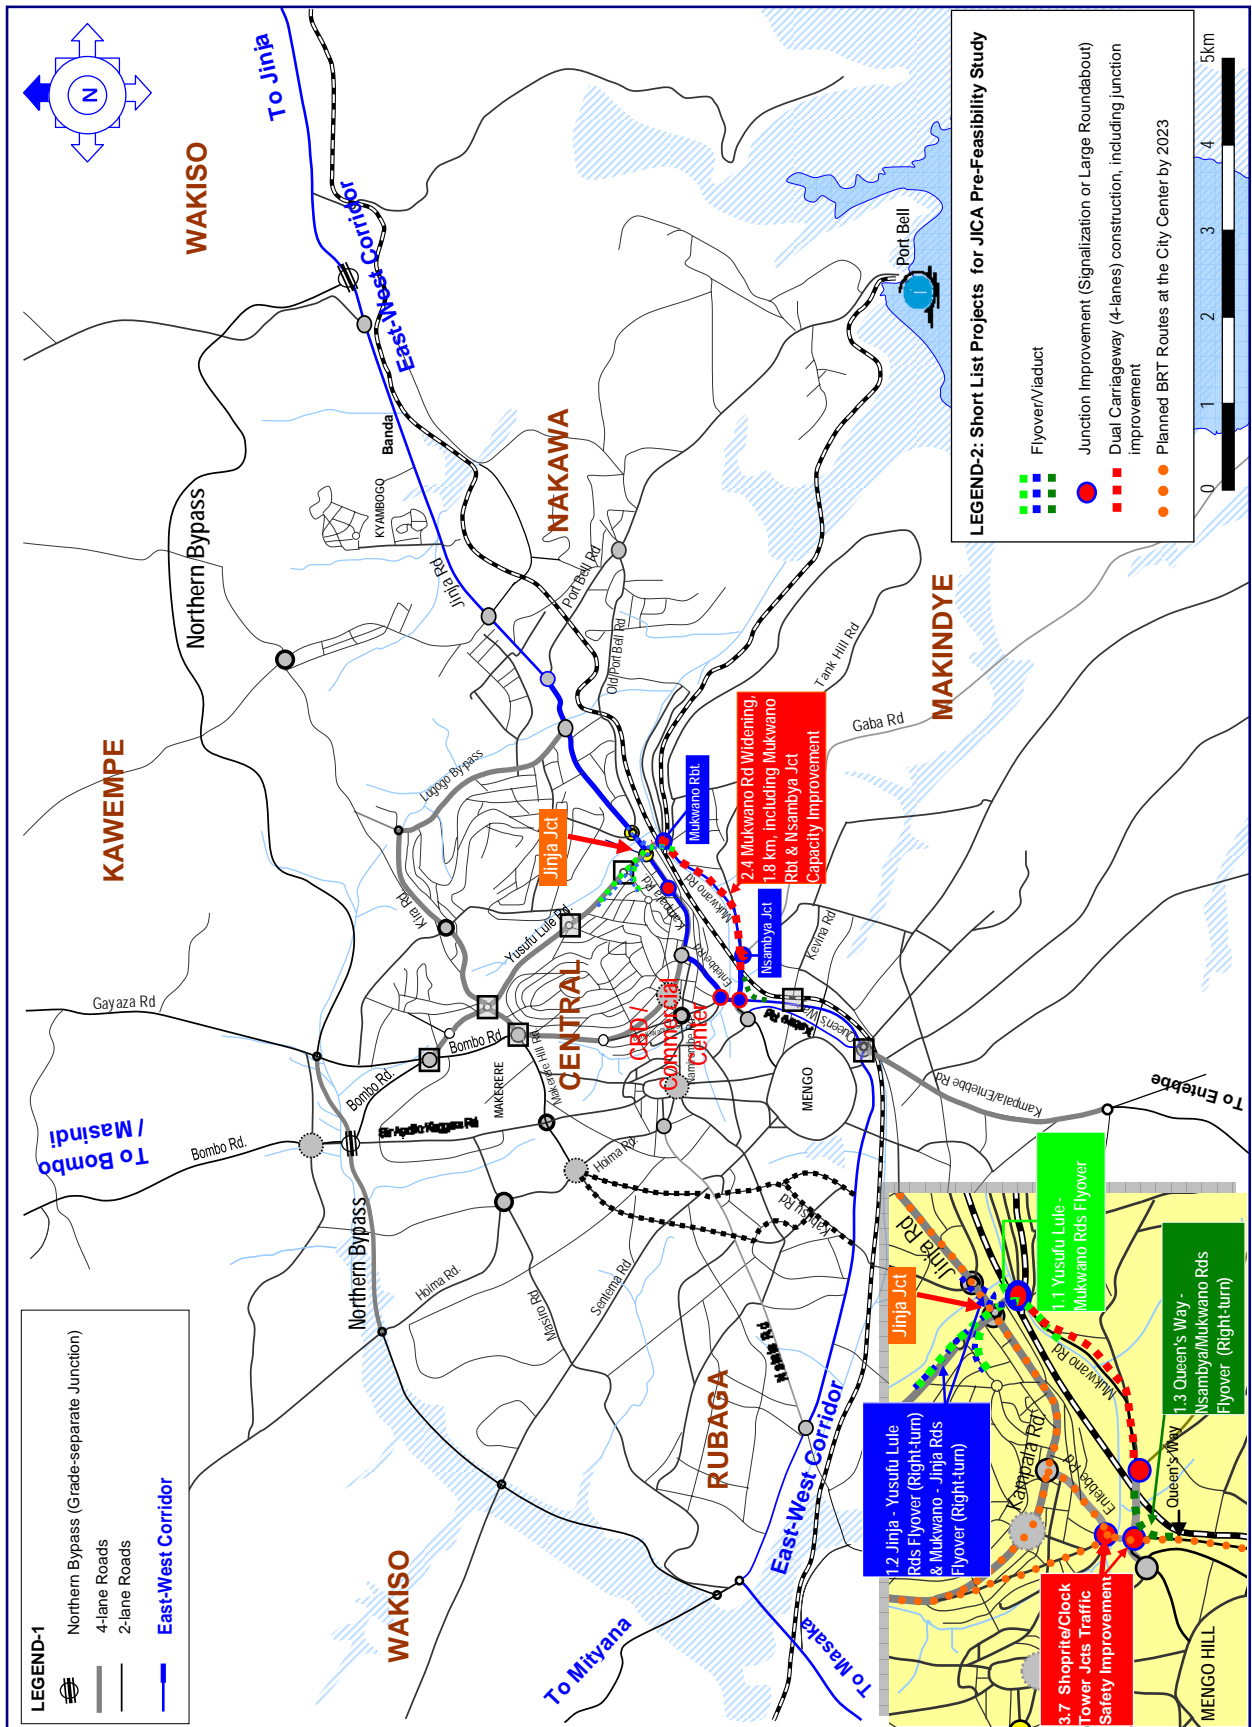 LEGEND-1
Northern Bypass (Grade-separate Junction)
4-lane Roads
2-lane Roads
East-West Corridor
N
To Jinja
WAKISO
East-West Corridor
Banda
KYAMBOGO
Northern Bypass
NAKAWA
Jinja Rd
Port Bell Rd
Old Port Bell Rd
Port Bell
KAWEMPE
Lugogo Bypass
Kira Rd
Yusufu Lule Rd.
Jinja Jct
Kampala Rd
Mukwano Rd
Entebbe Rd
Mukwano Rbt.
2.4 Mukwano Rd Widening,
1.8 km, including Mukwano
Rbt & Nsambya Jct
Capacity Improvement
Nsambya Jct
Tank Hill Rd
Gaba Rd
MAKINDYE
Kevina Rd
Queen's Way
CENTRAL
CBD /
Commercial
Center
Gayaza Rd
Bombo Rd
Bombo Rd.
Bombo Rd.
To Bombo
/ Masindi
MAKERERE
Makerere Hill Rd
Sir Apollo Kaggwa Rd
Hoima Rd.
Hoima Rd.
MENGO
Kampala/Entebbe Rd
To Entebbe
Northern Bypass
Masiro Rd
Sentema Rd
Kabusu Rd
Natete Rd
RUBAGA
East-West Corridor
WAKISO
To Mityana
To Masaka
LEGEND-2: Short List Projects for JICA Pre-Feasibility Study
Flyover/Viaduct
Junction Improvement (Signalization or Large Roundabout)
Dual Carriageway (4-lanes) construction, including junction
improvement
Planned BRT Routes at the City Center by 2023
0 1 2 3 4 5km
Jinja Rd
Jinja Jct
1.1 Yusufu Lule -
Mukwano Rds Flyover
1.2 Jinja - Yusufu Lule
Rds Flyover (Right-turn)
& Mukwano - Jinja Rds
Flyover (Right-turn)
Kampala Rd
Mukwano Rd
Entebbe Rd
Queen's Way
1.3 Queen's Way -
Nsambya/Mukwano Rds
Flyover (Right-turn)
3.7 Shoprite/Clock
Tower Jcts Traffic
Safety Improvement
MENGO HILL